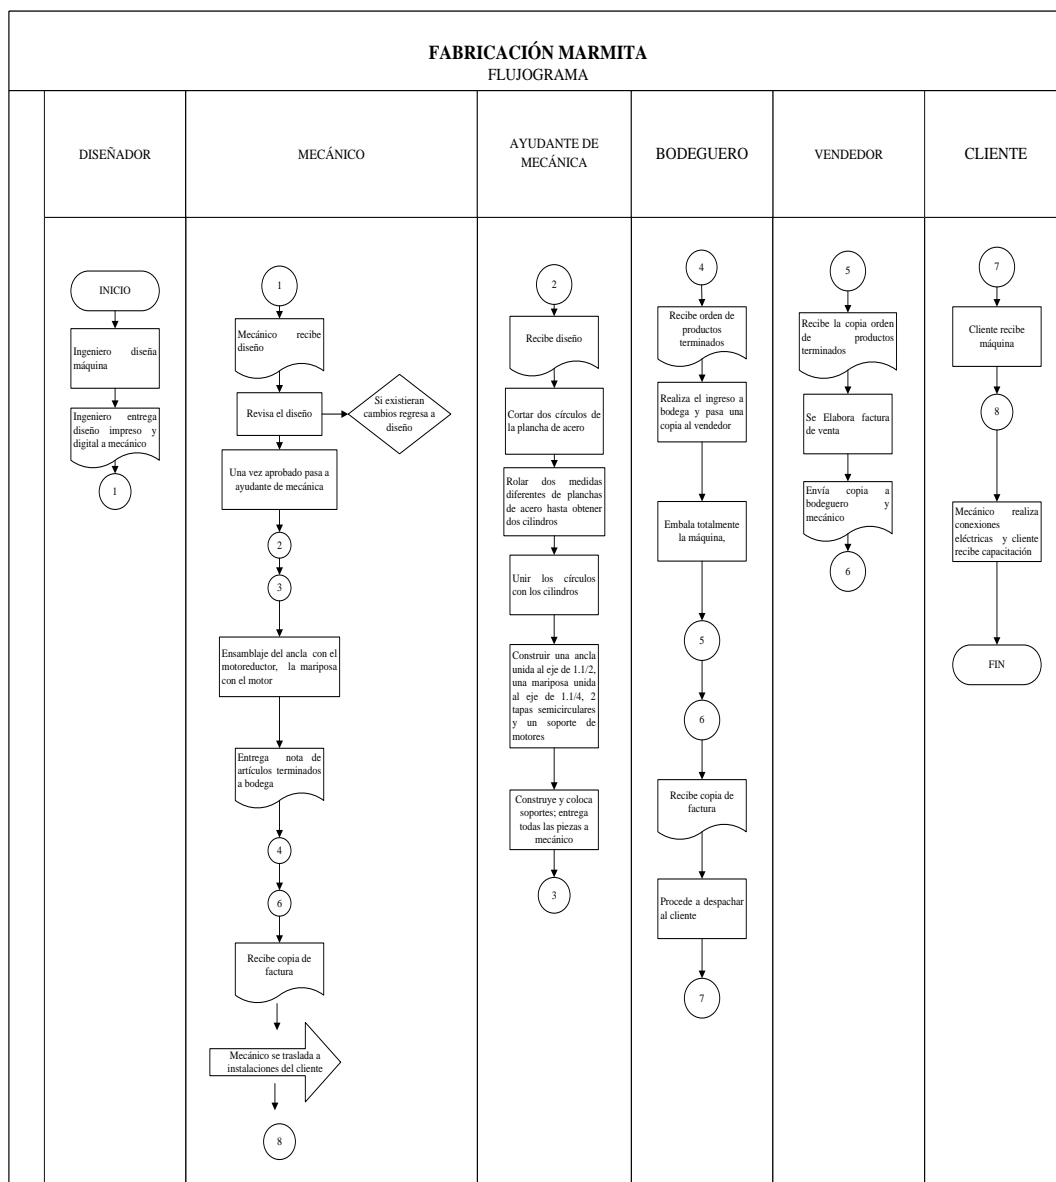 FABRICACIÓN MARMITA
FLUJOGRAMA
DISEÑADOR
MECÁNICO
AYUDANTE DE
MECÁNICA
BODEGUERO
VENDEDOR
CLIENTE
INICIO
Ingeniero diseña
máquina
Ingeniero entrega
diseño impreso y
digital a mecánico
1
1
Mecánico recibe
diseño
Revisa el diseño
Si existieran
cambios regresa a
diseño
Una vez aprobado pasa a
ayudante de mecánica
2
3
Ensamblaje del ancla con el
motoreductor, la mariposa
con el motor
Entrega nota de
artículos terminados
a bodega
4
6
Recibe copia de
factura
Mecánico se traslada a
instalaciones del cliente
8
2
Recibe diseño
Cortar dos círculos de
la plancha de acero
Rolar dos medidas
diferentes de planchas
de acero hasta obtener
dos cilindros
Unir los círculos
con los cilindros
Construir una ancla
unida al eje de 1.1/2,
una mariposa unida
al eje de 1.1/4, 2
tapas semicirculares
y un soporte de
motores
Construye y coloca
soportes; entrega
todas las piezas a
mecánico
3
4
Recibe orden de
productos
terminados
Realiza el ingreso a
bodega y pasa una
copia al vendedor
Embala totalmente
la máquina,
5
6
Recibe copia de
factura
Procede a despachar
al cliente
7
5
Recibe la copia orden
de productos
terminados
Se Elabora factura
de venta
Envía copia a
bodeguero y
mecánico
6
7
Cliente recibe
máquina
8
Mecánico realiza
conexiones
eléctricas y cliente
recibe capacitación
FIN